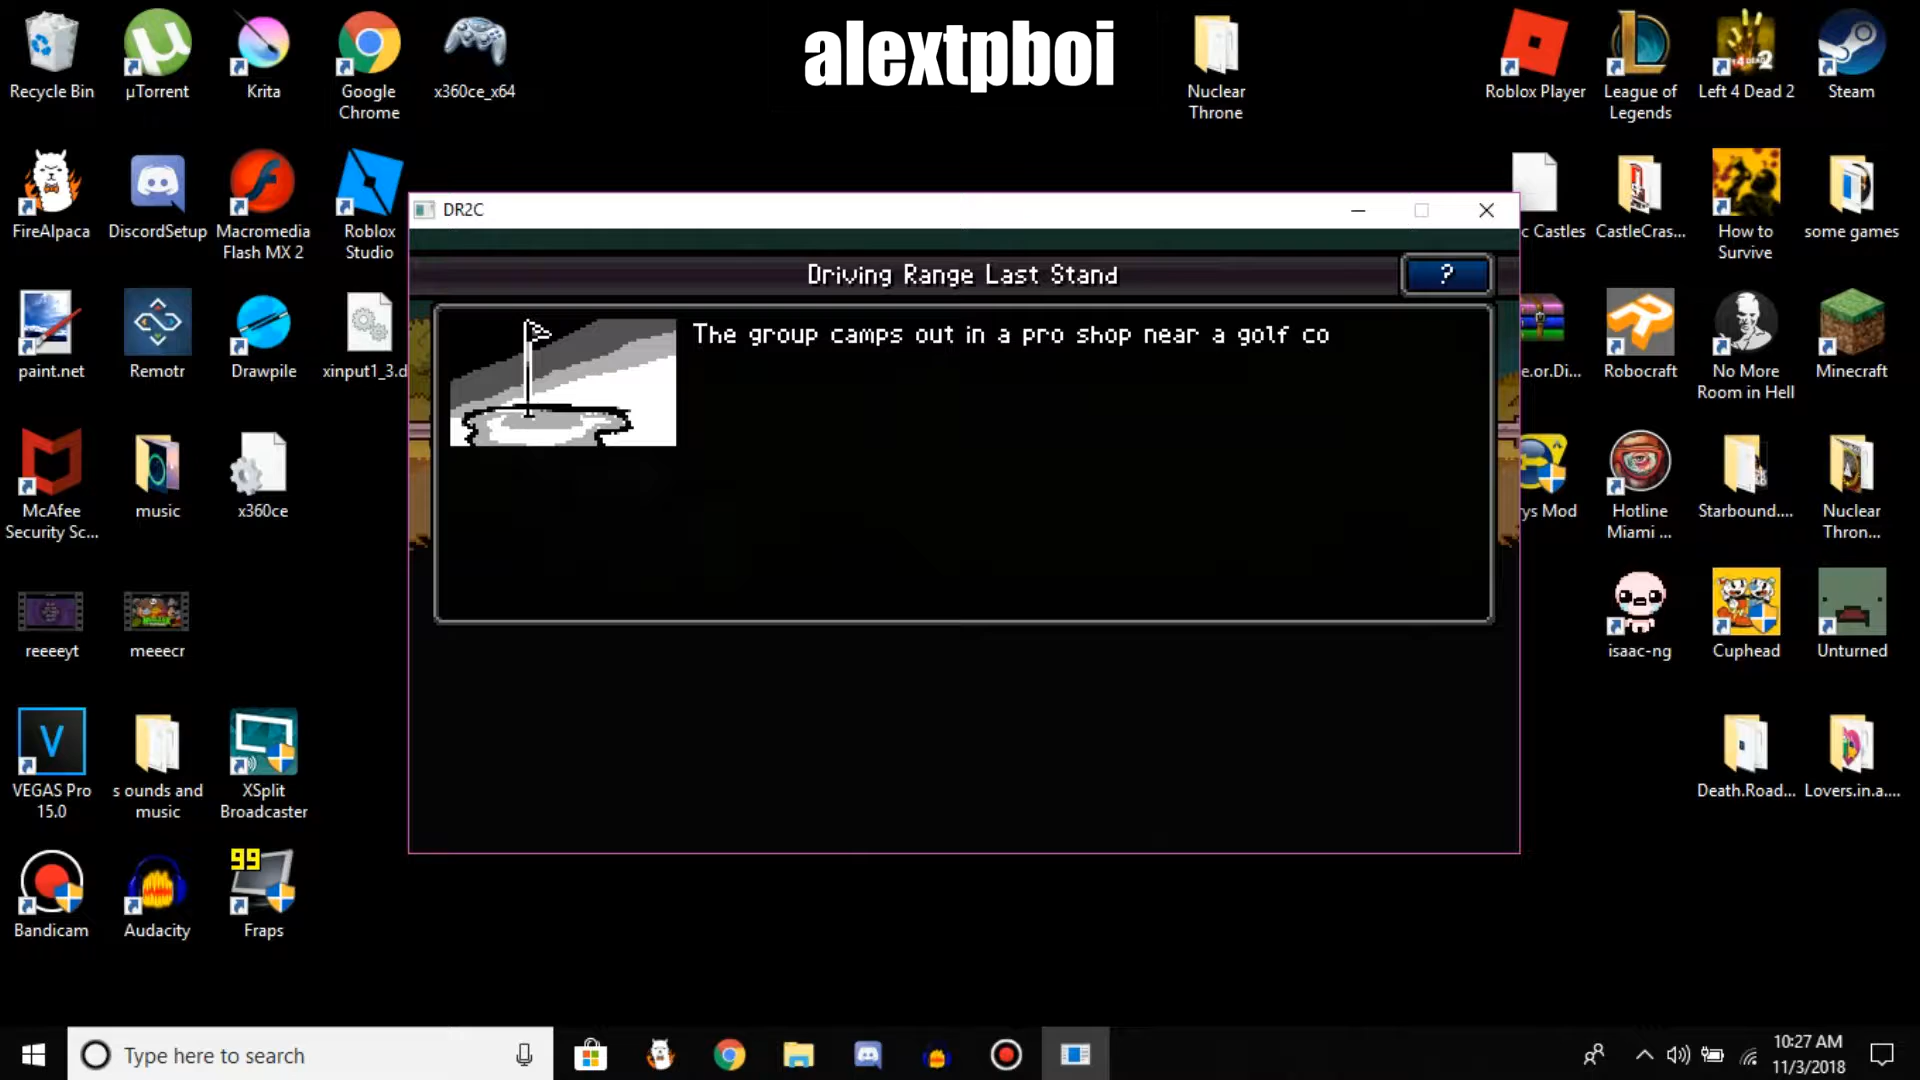 alextpboi
Recycle Bin
µTorrent
Krita
Google
Chrome
x360ce_x64
Nuclear
Throne
Roblox Player
League of
Legends
Left 4 Dead 2
Steam
FireAlpaca
DiscordSetup
Macromedia
Flash MX 2
Roblox
Studio
c Castles
CastleCras...
How to
Survive
some games
DR2C
Driving Range Last Stand
?
The group camps out in a pro shop near a golf co
paint.net
Remotr
Drawpile
xinput1_3.d
e.or.Di...
Robocraft
No More
Room in Hell
Minecraft
McAfee
Security Sc...
music
x360ce
ys Mod
Hotline
Miami ...
Starbound....
Nuclear
Thron...
reeeeyt
meeecr
isaac-ng
Cuphead
Unturned
VEGAS Pro
15.0
s ounds and
music
XSplit
Broadcaster
Death.Road...
Lovers.in.a....
99
Bandicam
Audacity
Fraps
Type here to search
10:27 AM
11/3/2018